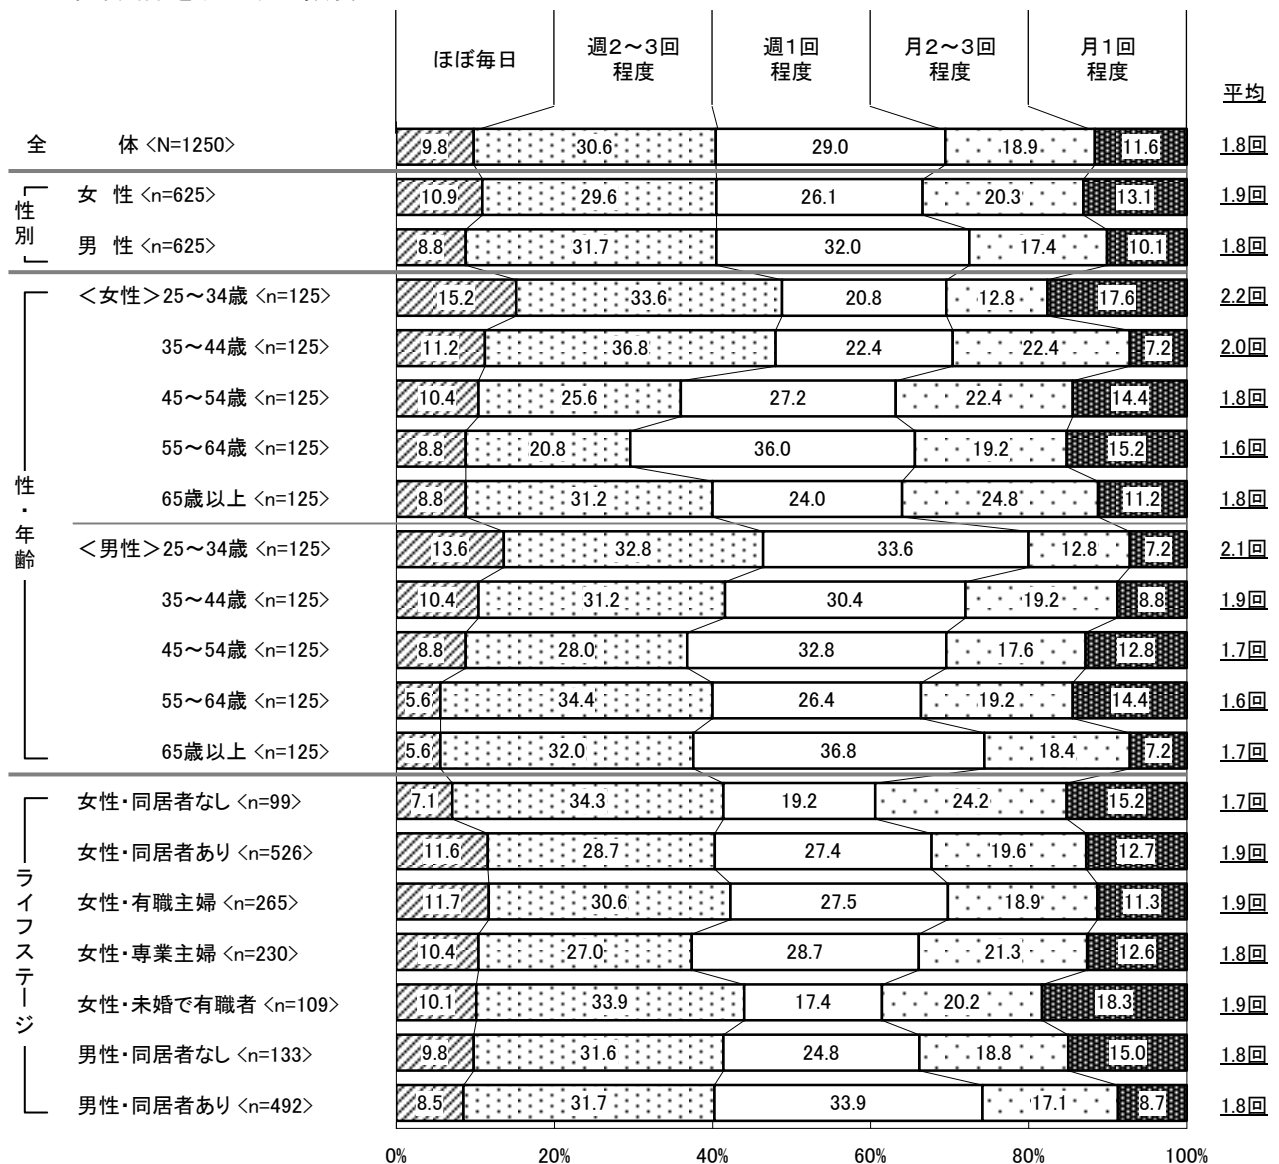 ほぼ毎日
週2～3回
程度
週1回
程度
月2～3回
程度
月1回
程度
平均
全 体 <N=1250> 9.8 30.6 29.0 18.9 11.6 1.8回
性別
女 性 <n=625> 10.9 29.6 26.1 20.3 13.1 1.9回
男 性 <n=625> 8.8 31.7 32.0 17.4 10.1 1.8回
性・年齢
＜女性＞25～34歳 <n=125> 15.2 33.6 20.8 12.8 17.6 2.2回
35～44歳 <n=125> 11.2 36.8 22.4 22.4 7.2 2.0回
45～54歳 <n=125> 10.4 25.6 27.2 22.4 14.4 1.8回
55～64歳 <n=125> 8.8 20.8 36.0 19.2 15.2 1.6回
65歳以上 <n=125> 8.8 31.2 24.0 24.8 11.2 1.8回
＜男性＞25～34歳 <n=125> 13.6 32.8 33.6 12.8 7.2 2.1回
35～44歳 <n=125> 10.4 31.2 30.4 19.2 8.8 1.9回
45～54歳 <n=125> 8.8 28.0 32.8 17.6 12.8 1.7回
55～64歳 <n=125> 5.6 34.4 26.4 19.2 14.4 1.6回
65歳以上 <n=125> 5.6 32.0 36.8 18.4 7.2 1.7回
ライフステージ
女性・同居者なし <n=99> 7.1 34.3 19.2 24.2 15.2 1.7回
女性・同居者あり <n=526> 11.6 28.7 27.4 19.6 12.7 1.9回
女性・有職主婦 <n=265> 11.7 30.6 27.5 18.9 11.3 1.9回
女性・専業主婦 <n=230> 10.4 27.0 28.7 21.3 12.6 1.8回
女性・未婚で有職者 <n=109> 10.1 33.9 17.4 20.2 18.3 1.9回
男性・同居者なし <n=133> 9.8 31.6 24.8 18.8 15.0 1.8回
男性・同居者あり <n=492> 8.5 31.7 33.9 17.1 8.7 1.8回
0% 20% 40% 60% 80% 100%